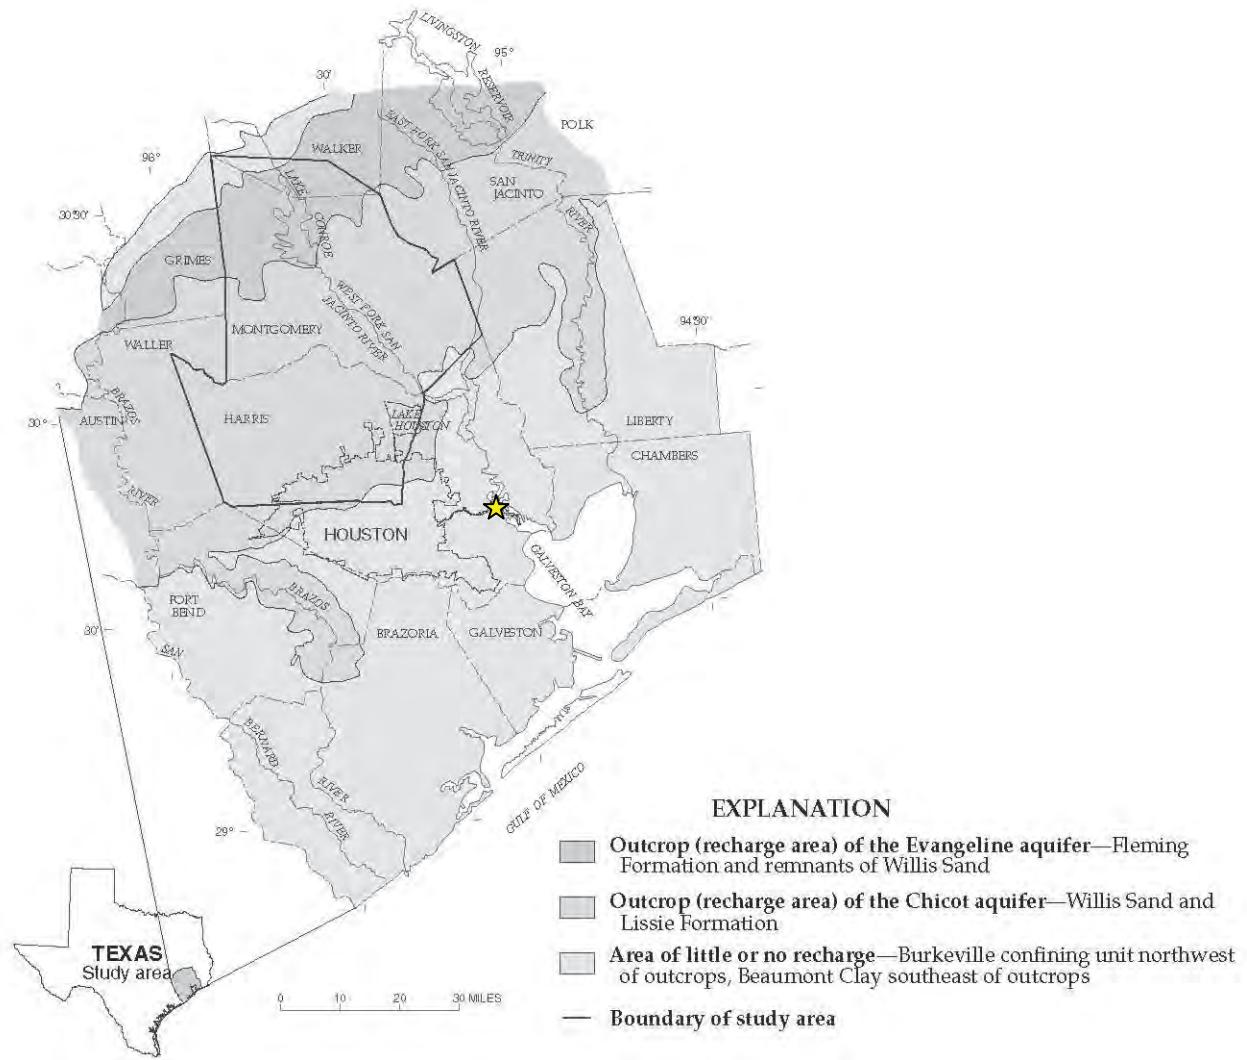 LIVINGSTON
95°
30'
RESERVOIR
POLK
EAST FORK SAN JACINTO RIVER
WALKER
TRINITY
96°
SAN
JACINTO
LAKE
CONROE
30°30'
RIVER
GRIMES
WEST FORK SAN
JACINTO RIVER
94°30'
MONTGOMERY
WALLER
BRAZOS
LAKE
HOUSTON
30°
AUSTIN
HARRIS
LIBERTY
CHAMBERS
RIVER
HOUSTON
GALVESTON BAY
BRAZOS
FORT
BEND
30'
BRAZORIA
GALVESTON
SAN
BERNARD
RIVER
GULF OF MEXICO
RIVER
29°
EXPLANATION
Outcrop (recharge area) of the Evangeline aquifer—Fleming
Formation and remnants of Willis Sand
Outcrop (recharge area) of the Chicot aquifer—Willis Sand and
Lissie Formation
Area of little or no recharge—Burkeville confining unit northwest
of outcrops, Beaumont Clay southeast of outcrops
Boundary of study area
TEXAS
Study area
0 10 20 30 MILES